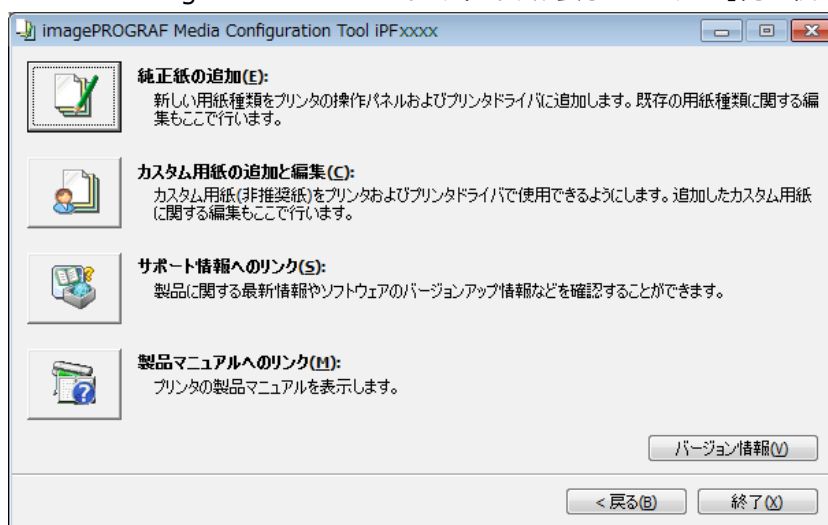 imagePROGRAF Media Configuration Tool iPFxxxx
純正紙の追加(E):
新しい用紙種類をプリンタの操作パネルおよびプリンタドライバに追加します。既存の用紙種類に関する編
集もここで行います。
カスタム用紙の追加と編集(C):
カスタム用紙(非推奨紙)をプリンタおよびプリンタドライバで使用できるようにします。追加したカスタム用紙
に関する編集もここで行います。
サポート情報へのリンク(S):
製品に関する最新情報やソフトウェアのバージョンアップ情報などを確認することができます。
製品マニュアルへのリンク(M):
プリンタの製品マニュアルを表示します。
バージョン情報(V)
< 戻る(B)
終了(X)